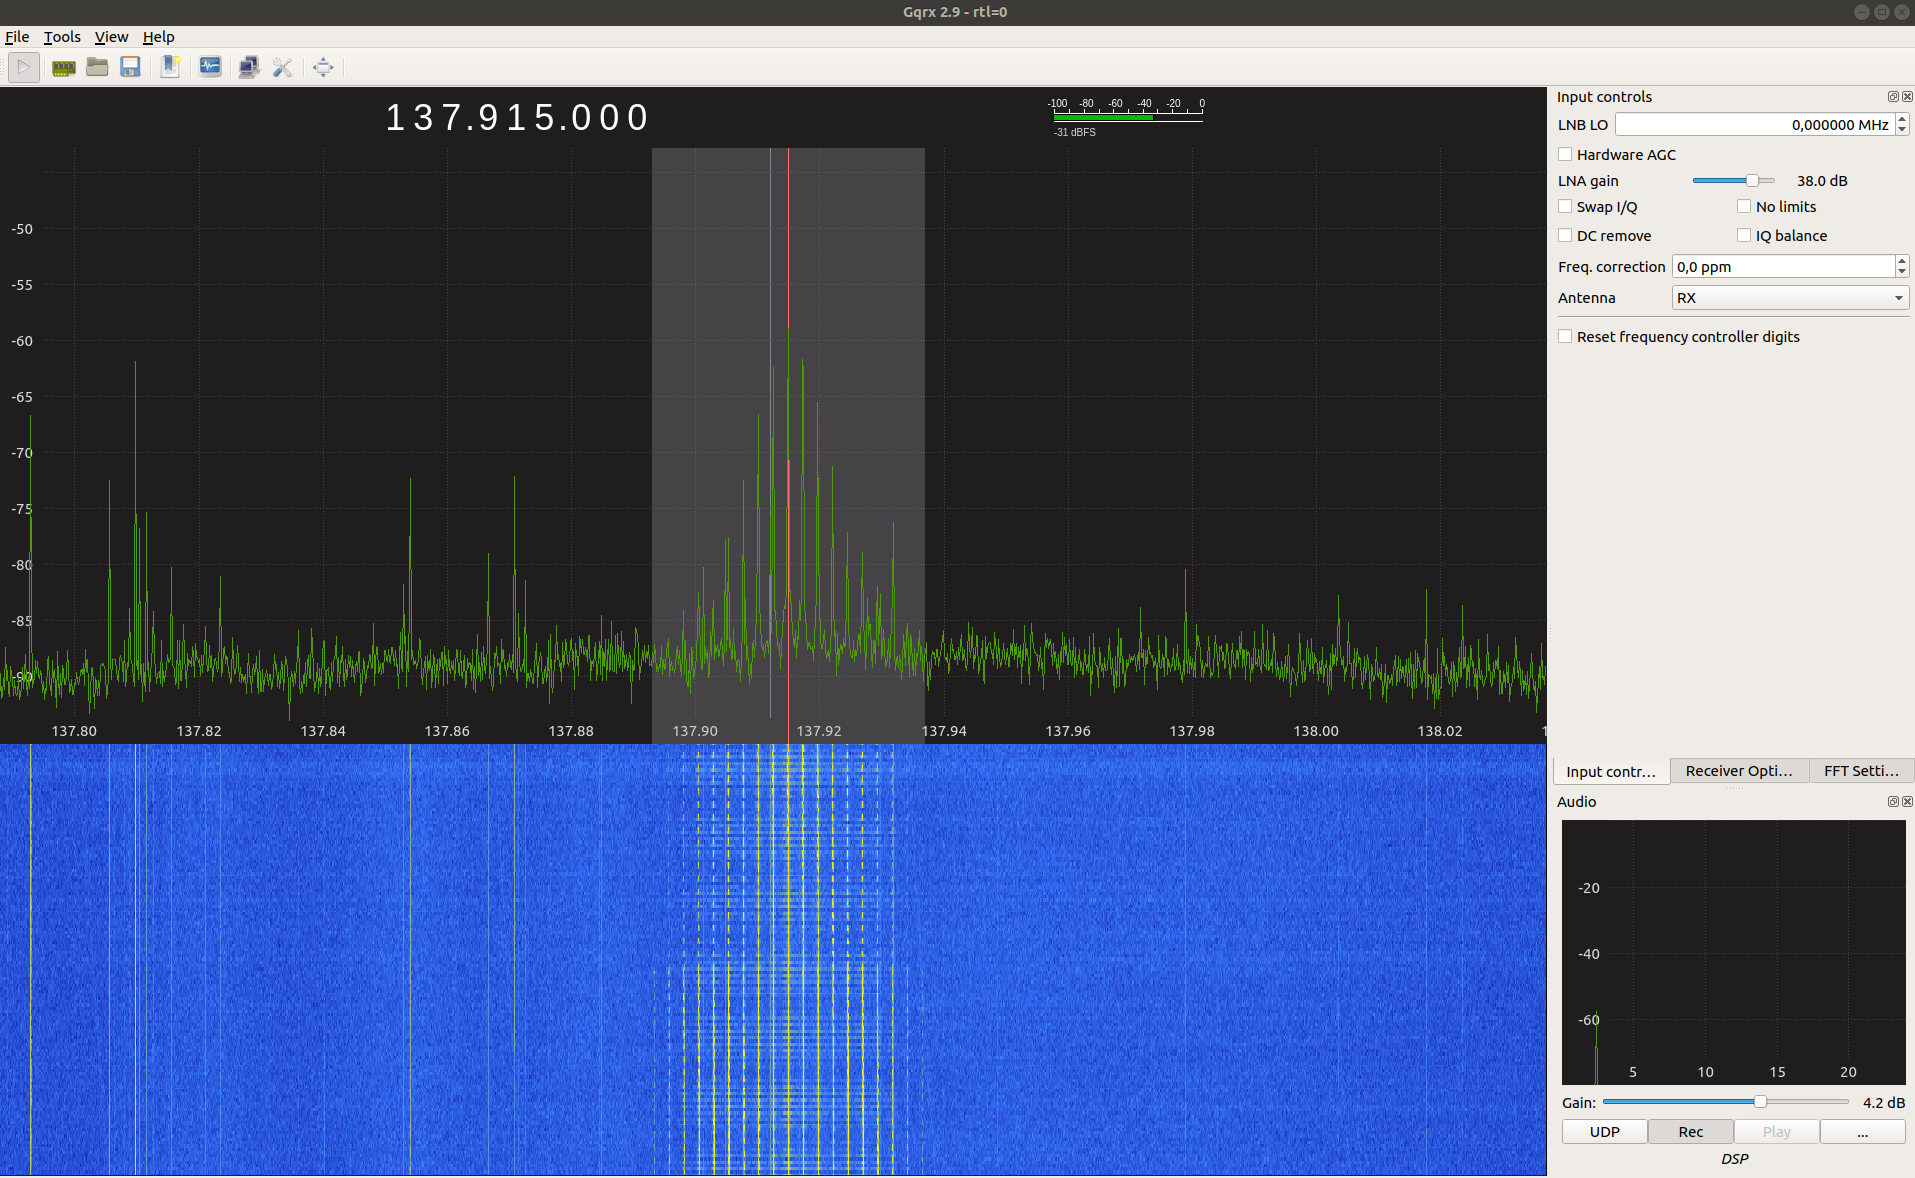 Gqrx 2.9 - rtl=0
File Tools View Help
137.915.000
-100 -80 -60 -40 -20 0
-31 dBFS
-50
-55
-60
-65
-70
-75
-80
-85
-90
137.80 137.82 137.84 137.86 137.88 137.90 137.92 137.94 137.96 137.98 138.00 138.02
Input controls
LNB LO 0,000000 MHz
Hardware AGC
LNA gain 38.0 dB
Swap I/Q No limits
DC remove IQ balance
Freq. correction 0,0 ppm
Antenna RX
Reset frequency controller digits
Input contr... Receiver Opti... FFT Setti...
Audio
-20
-40
-60
5 10 15 20
Gain: 4.2 dB
UDP Rec Play ...
DSP